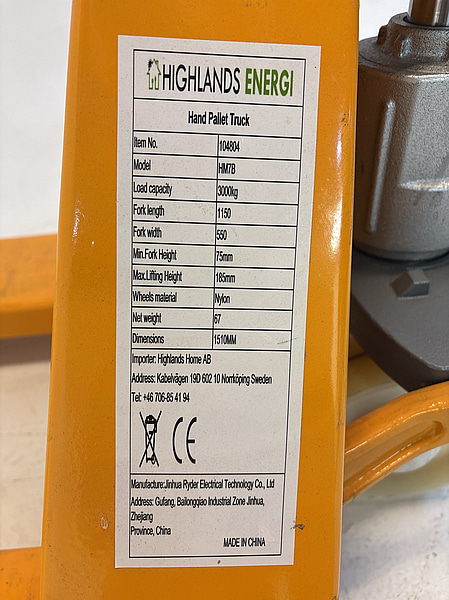 HIGHLANDS ENERGI
Hand Pallet Truck
Item No. 104804
Model HM7B
Load capacity 3000kg
Fork length 1150
Fork width 550
Min.Fork Height 75mm
Max.Lifting Height 185mm
Wheels material Nylon
Net weight 67
Dimensions 1510MM
Importer: Highlands Home AB
Address: Kabelvägen 19D 602 10 Norrköping Sweden
Tel: +46 706-85 41 94
CE
Manufacture:Jinhua Ryder Electrical Technology Co., Ltd
Address: Gufang, Bailongqiao Industrial Zone Jinhua,
Zhejiang
Province, China
MADE IN CHINA